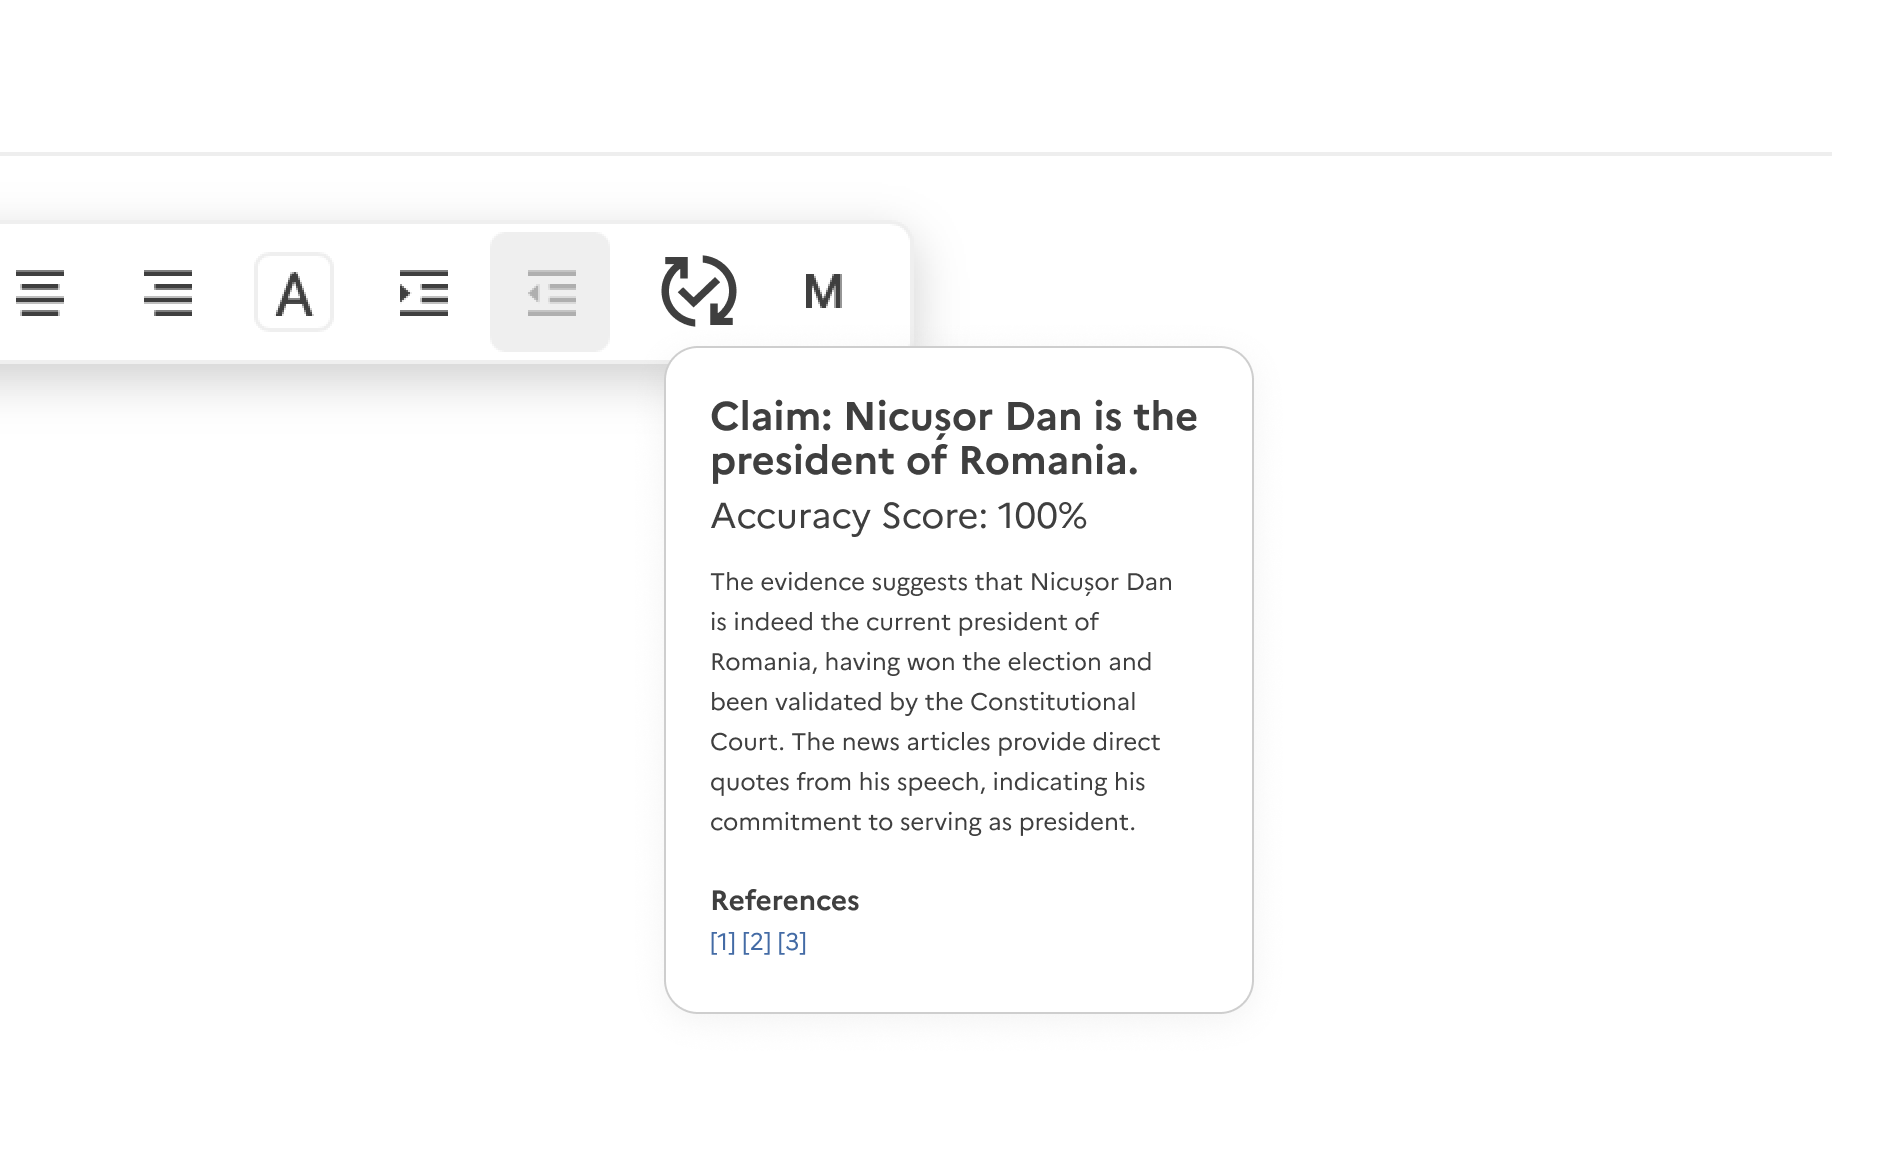 A
M
Claim: Nicușor Dan is the
president of Romania.
Accuracy Score: 100%
The evidence suggests that Nicușor Dan
is indeed the current president of
Romania, having won the election and
been validated by the Constitutional
Court. The news articles provide direct
quotes from his speech, indicating his
commitment to serving as president.
References
[1] [2] [3]